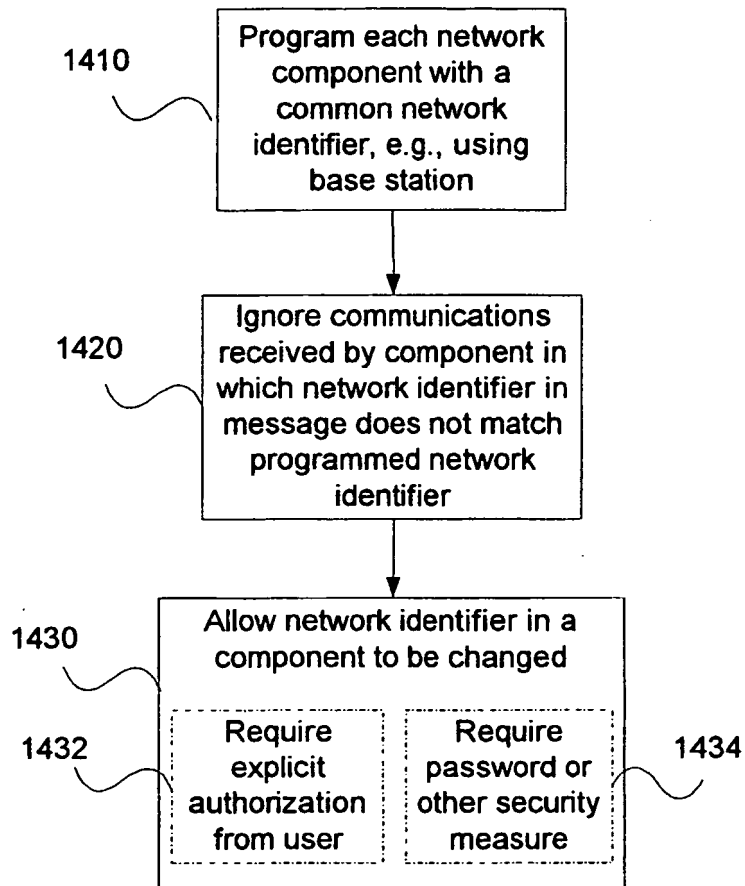 1410
Program each network
component with a
common network
identifier, e.g., using
base station
1420
Ignore communications
received by component in
which network identifier in
message does not match
programmed network
identifier
1430
Allow network identifier in a
component to be changed
1432
Require
explicit
authorization
from user
Require
password or
other security
measure
1434